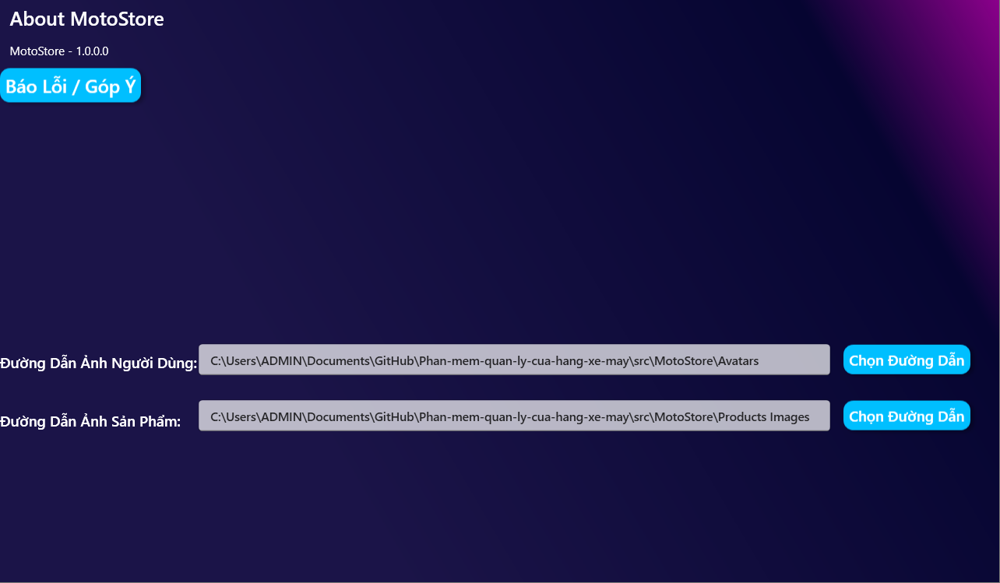 About MotoStore
MotoStore - 1.0.0.0
Báo Lỗi / Góp Ý
Đường Dẫn Ảnh Người Dùng: C:\Users\ADMIN\Documents\GitHub\Phan-mem-quan-ly-cua-hang-xe-may\src\MotoStore\Avatars Chọn Đường Dẫn
Đường Dẫn Ảnh Sản Phẩm: C:\Users\ADMIN\Documents\GitHub\Phan-mem-quan-ly-cua-hang-xe-may\src\MotoStore\Products Images Chọn Đường Dẫn